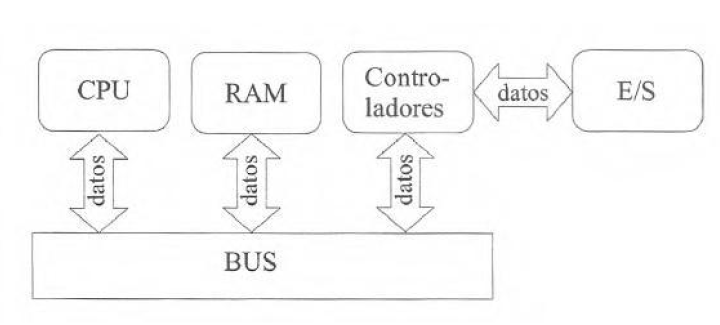 CPU
RAM
Contro-
ladores
datos
E/S
datos
datos
datos
BUS